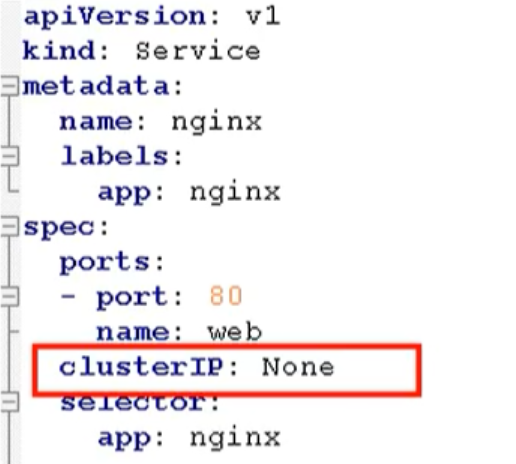 apiVersion: v1
kind: Service
metadata:
  name: nginx
  labels:
    app: nginx
spec:
  ports:
  - port: 80
    name: web
  clusterIP: None
  selector:
    app: nginx